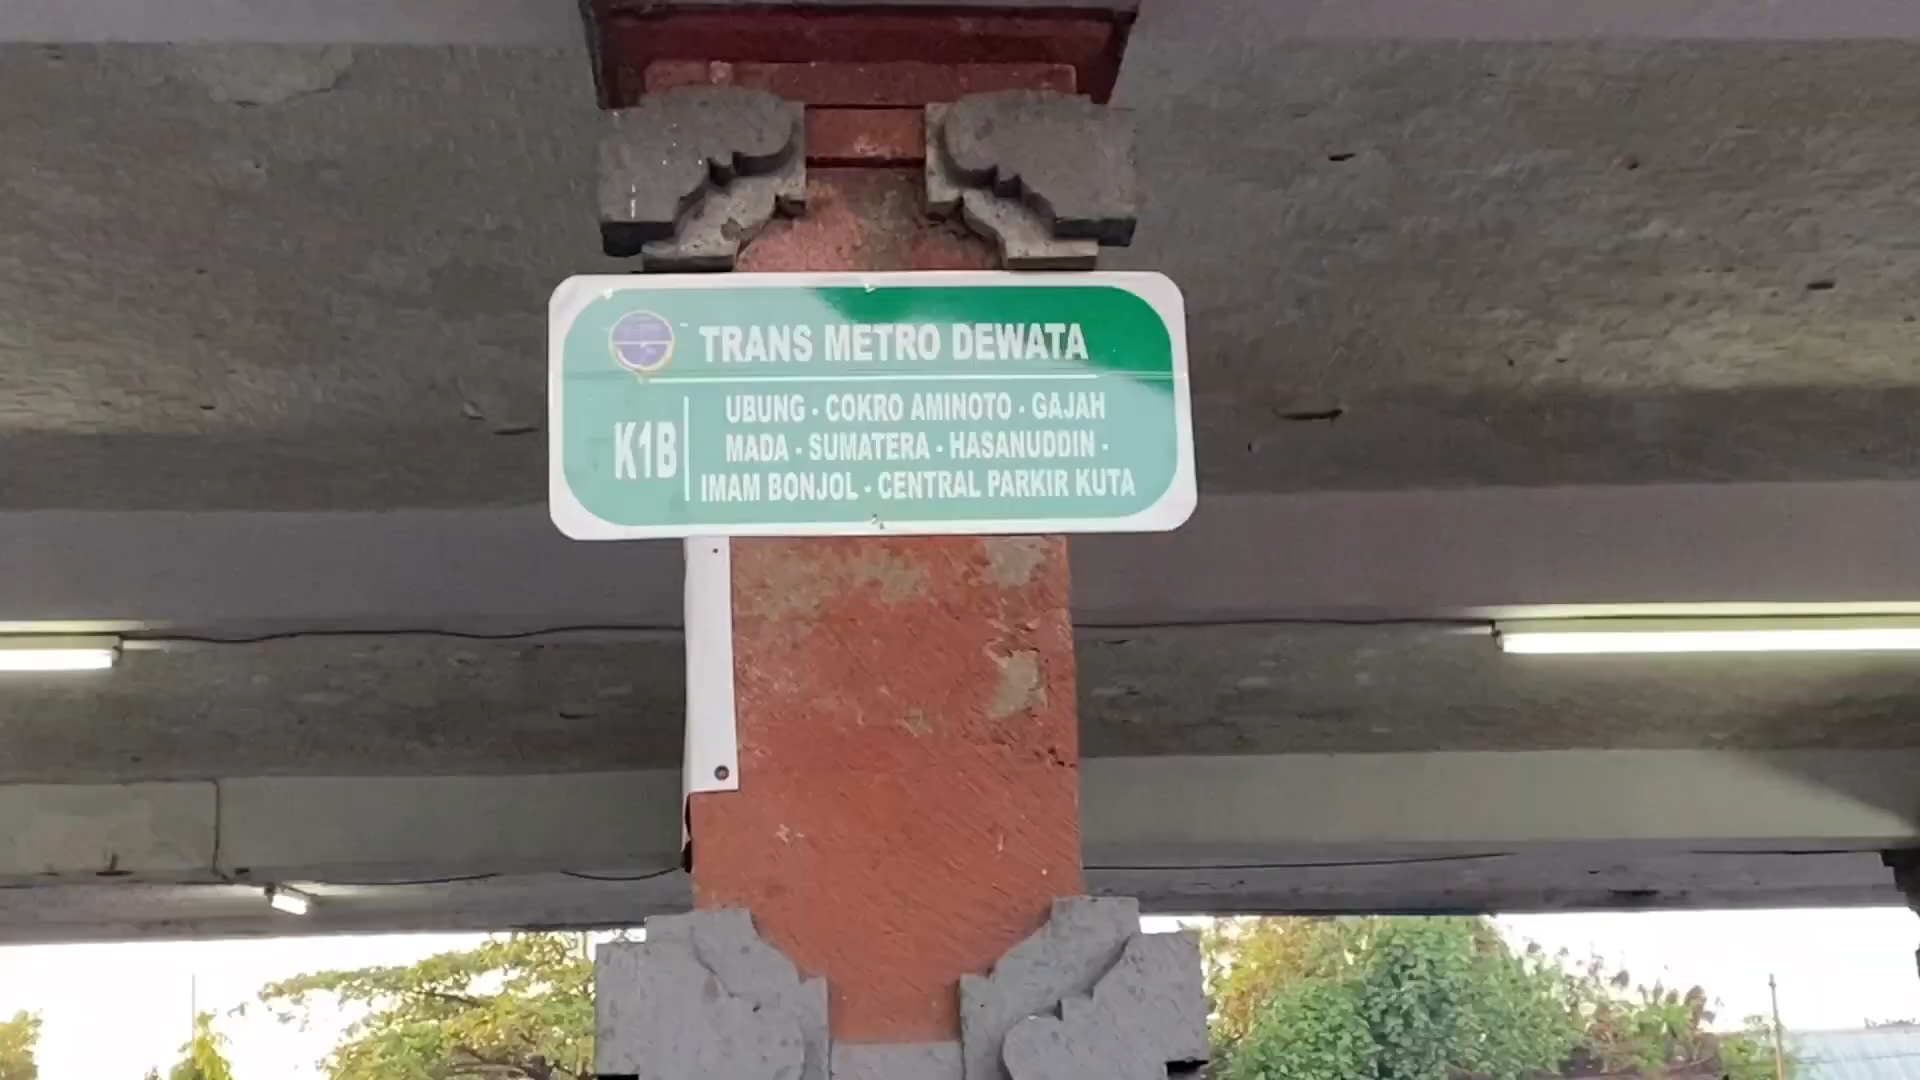 TRANS METRO DEWATA
K1B
UBUNG - COKRO AMINOTO - GAJAH
MADA - SUMATERA - HASANUDDIN -
IMAM BONJOL - CENTRAL PARKIR KUTA